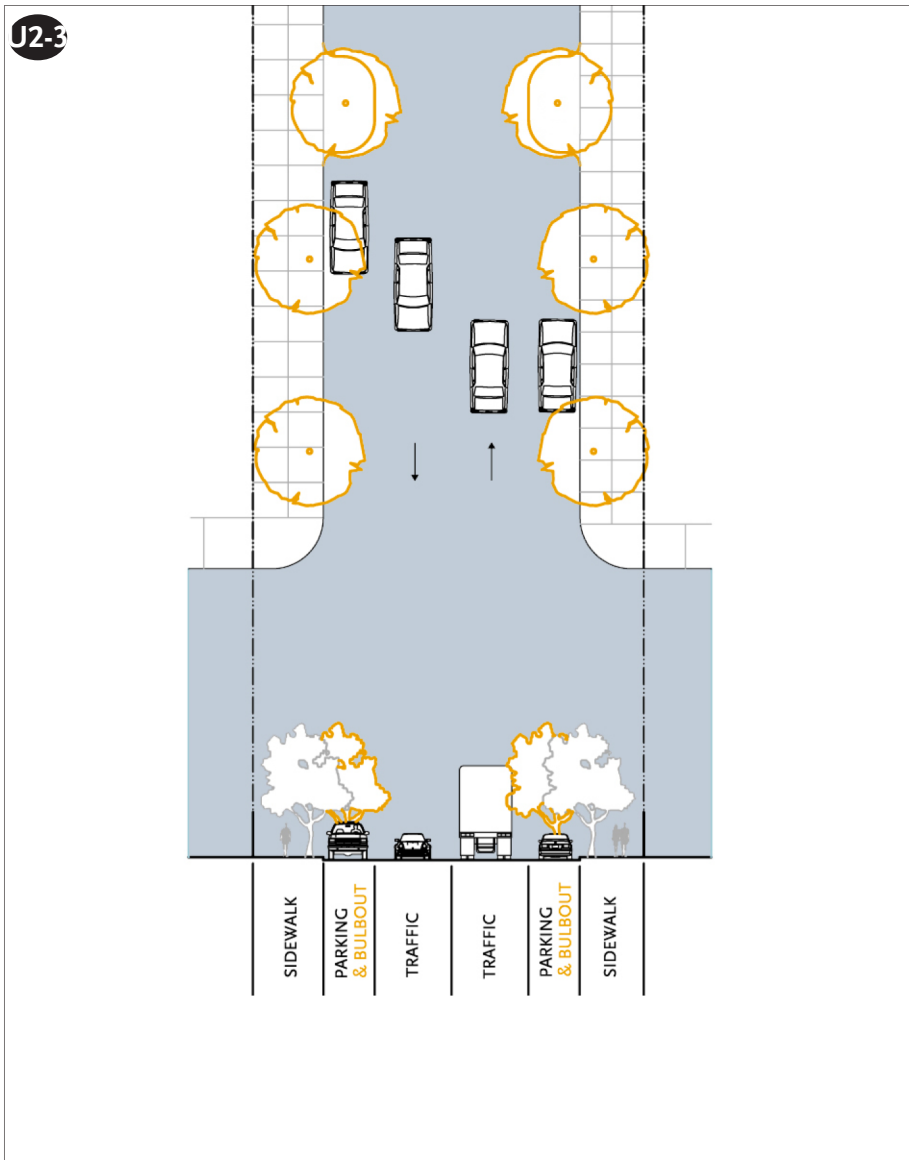 U2-3
SIDEWALK
PARKING
& BULBOUT
TRAFFIC
TRAFFIC
PARKING
& BULBOUT
SIDEWALK